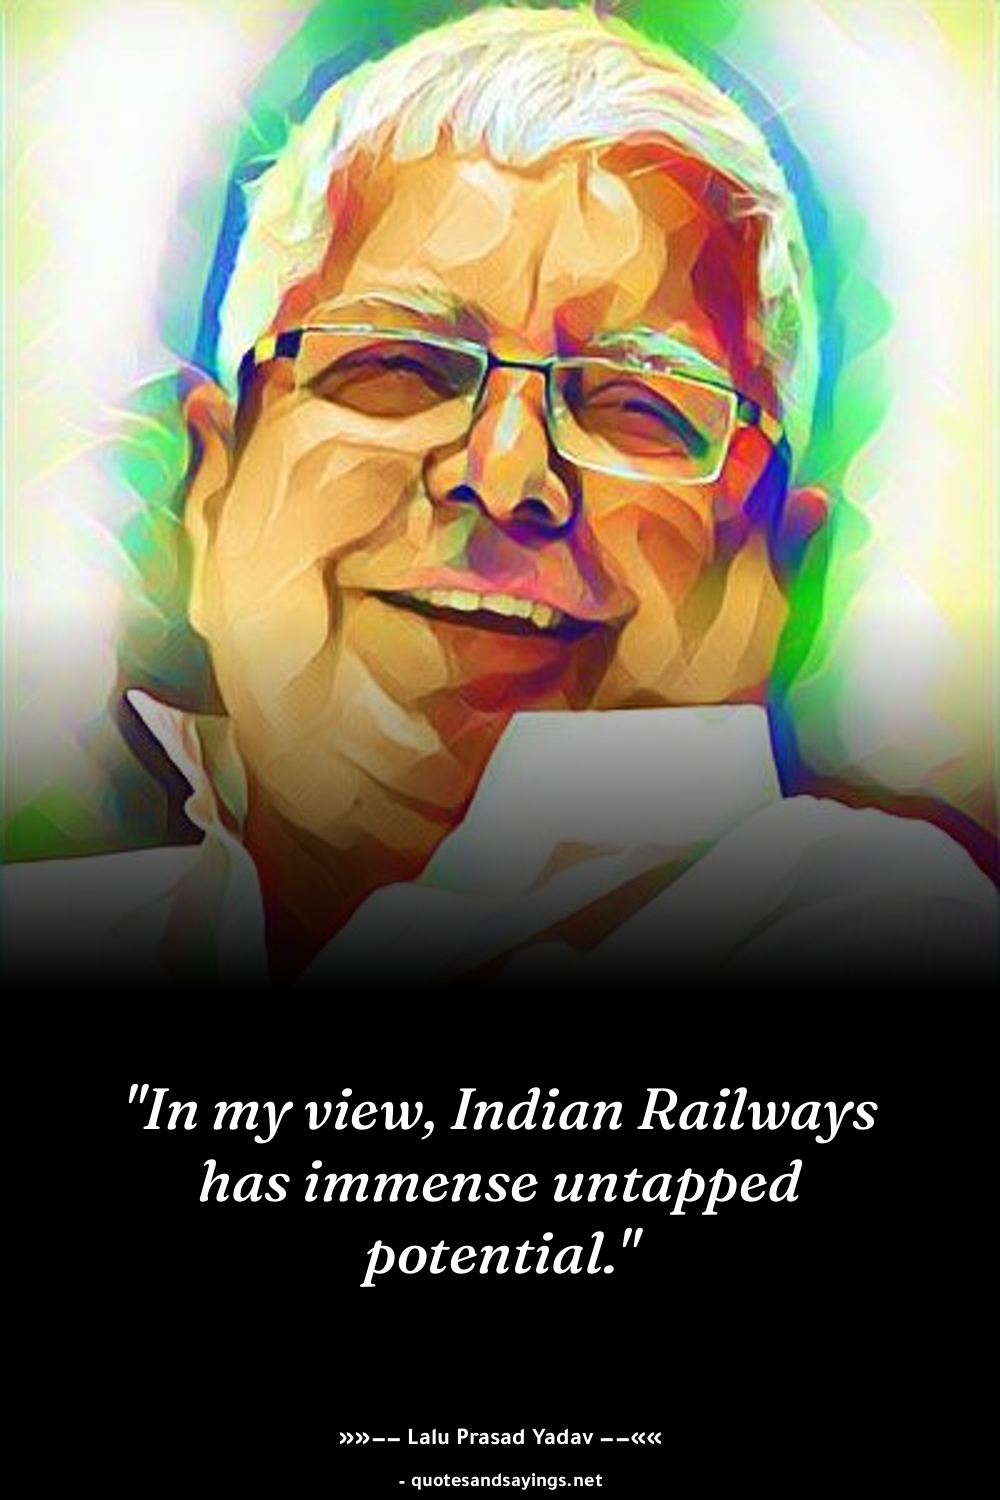 "In my view, Indian Railways
has immense untapped
potential."
»»–– Lalu Prasad Yadav ––««
- quotesandsayings.net